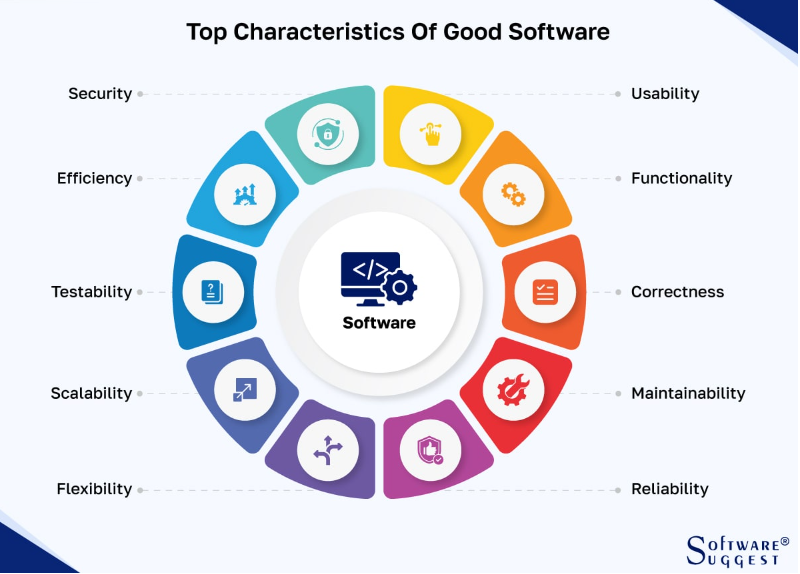 Top Characteristics Of Good Software
Security
Usability
Efficiency
Functionality
Testability
?
</>
Software
Correctness
Scalability
Maintainability
Flexibility
Reliability
Software®
Suggest